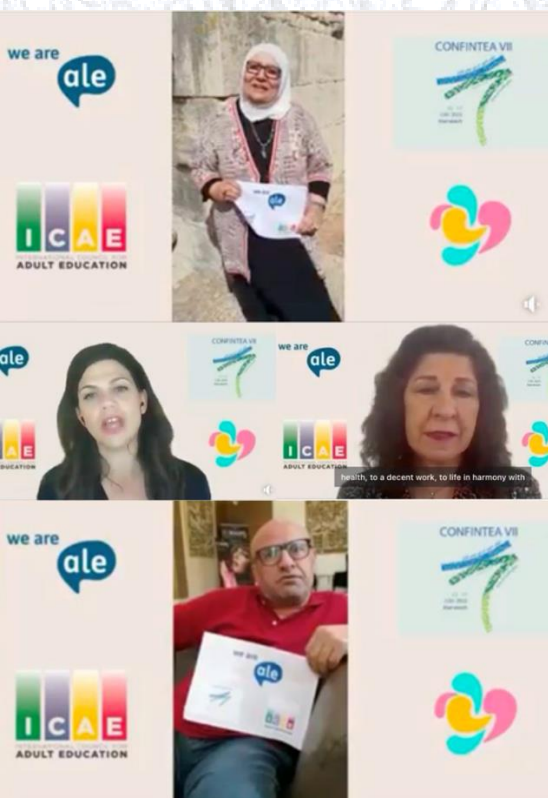 we are
ale
CONFINTEA VII
ICAE
INTERNATIONAL COUNCIL FOR
ADULT EDUCATION
we are
ale
ale
CONFINTEA VII
we are
ale
AE
EDUCATION
ICAE
ADULT EDUCATION
health, to a decent work, to life in harmony with
we are
ale
CONFINTEA VII
ICAE
INTERNATIONAL COUNCIL FOR
ADULT EDUCATION
we are
ale